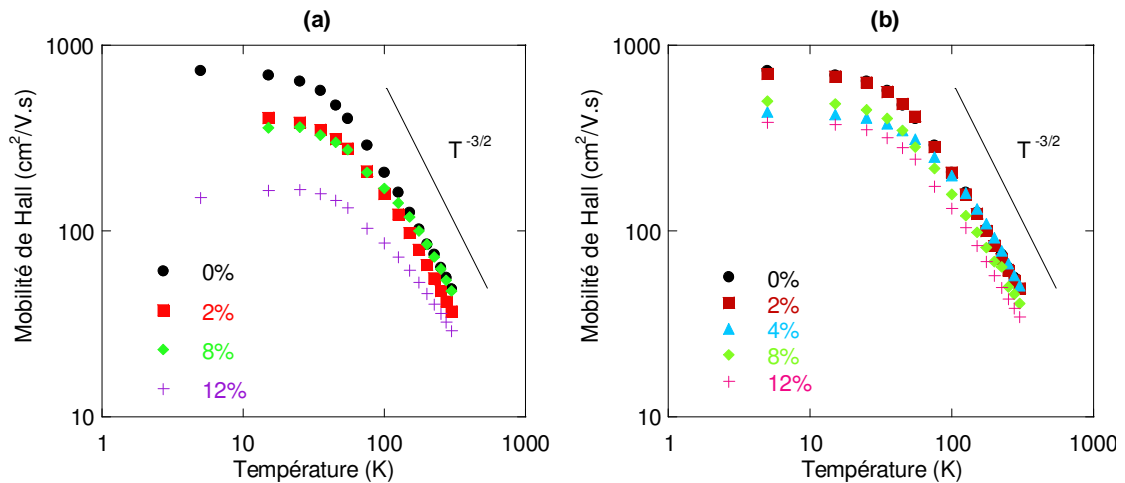 (a)
Mobilité de Hall (cm²/V.s)
1000
100
10
T⁻³/²
0%
2%
8%
12%
1 10 100 1000
Température (K)
(b)
Mobilité de Hall (cm²/V.s)
1000
100
10
T⁻³/²
0%
2%
4%
8%
12%
1 10 100 1000
Température (K)